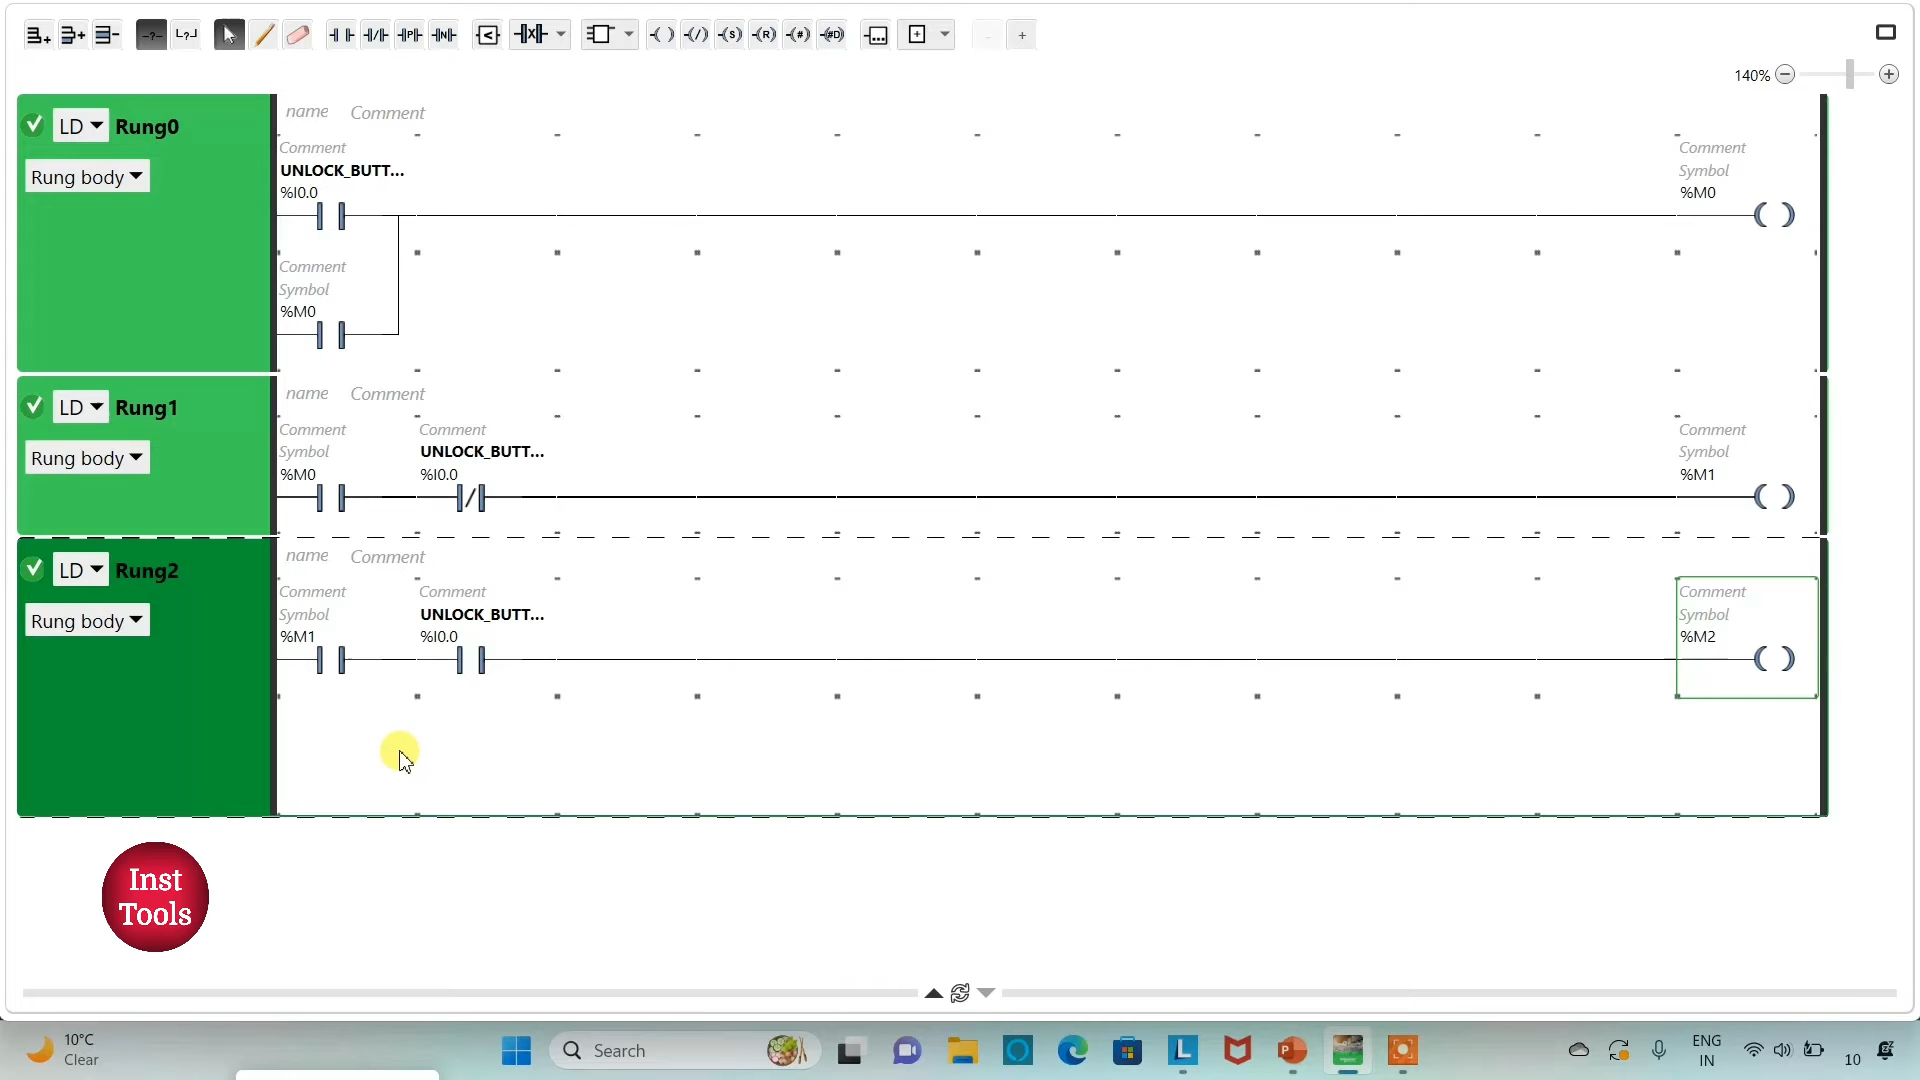 140%
LD Rung0
Rung body
name Comment
Comment
UNLOCK_BUTT...
%I0.0
Comment
Symbol
%M0
Comment
Symbol
%M0
LD Rung1
Rung body
name Comment
Comment
Symbol
%M0
Comment
UNLOCK_BUTT...
%I0.0
Comment
Symbol
%M1
LD Rung2
Rung body
name Comment
Comment
Symbol
%M1
Comment
UNLOCK_BUTT...
%I0.0
Comment
Symbol
%M2
Inst
Tools
10°C
Clear
Search
ENG
IN
10